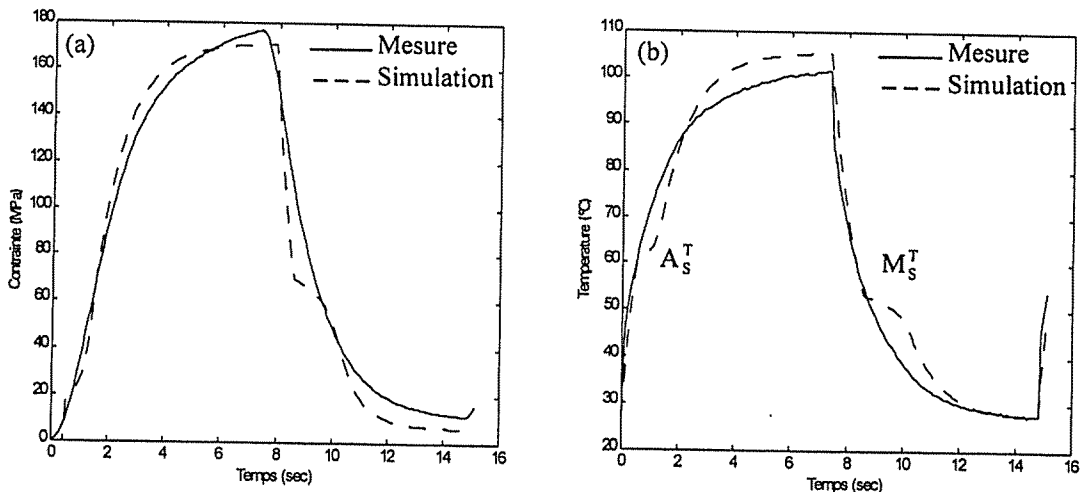 (a)
Mesure
Simulation
180
160
140
120
100
80
60
40
20
0
Contrainte (MPa)
0 2 4 6 8 10 12 14 16
Temps (sec)
(b)
Mesure
Simulation
110
100
90
80
70
60
50
40
30
20
Temperature (°C)
A_S^T
M_S^T
0 2 4 6 8 10 12 14 16
Temps (sec)